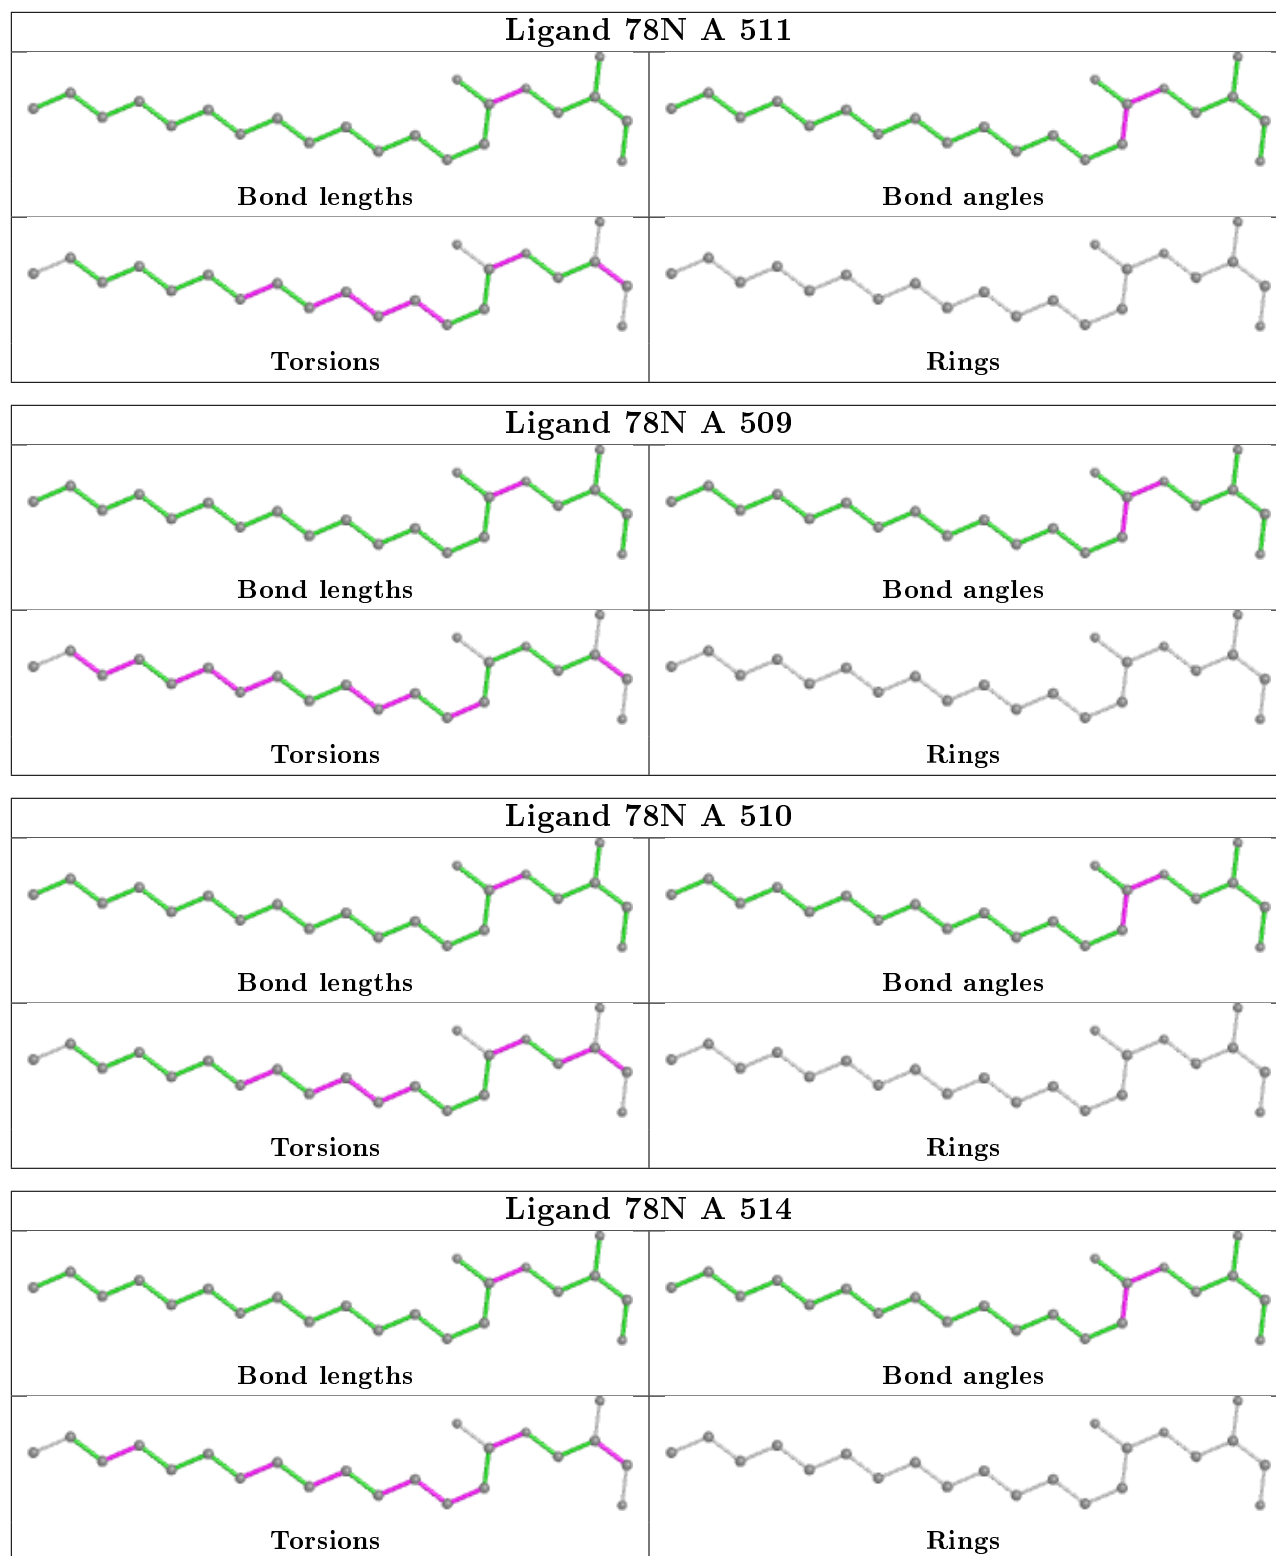 Ligand 78N A 511
Bond lengths
Bond angles
Torsions
Rings
Ligand 78N A 509
Bond lengths
Bond angles
Torsions
Rings
Ligand 78N A 510
Bond lengths
Bond angles
Torsions
Rings
Ligand 78N A 514
Bond lengths
Bond angles
Torsions
Rings